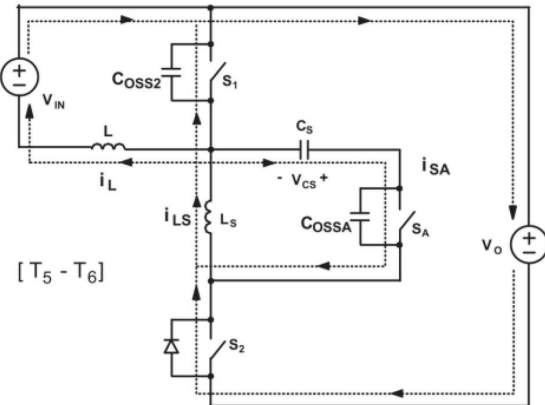 C_OSS2
S_1
V_IN
L
C_S
i_L
- V_CS +
i_SA
i_LS
L_S
C_OSSA
S_A
V_O
[ T_5 - T_6 ]
S_2